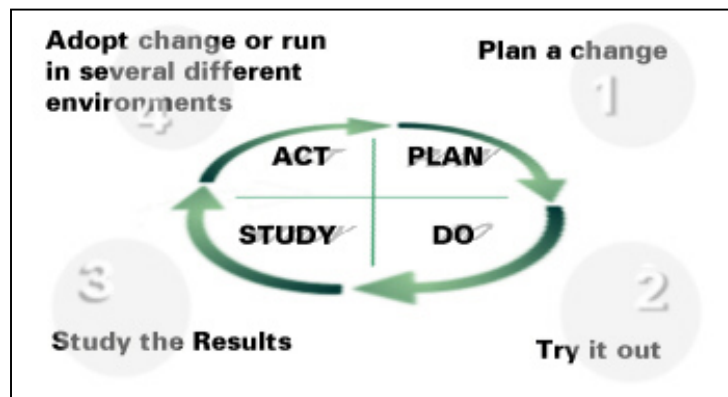 Adopt change or run
in several different
environments
4
Plan a change
1
ACT
PLAN
STUDY
DO
3
Study the Results
2
Try it out